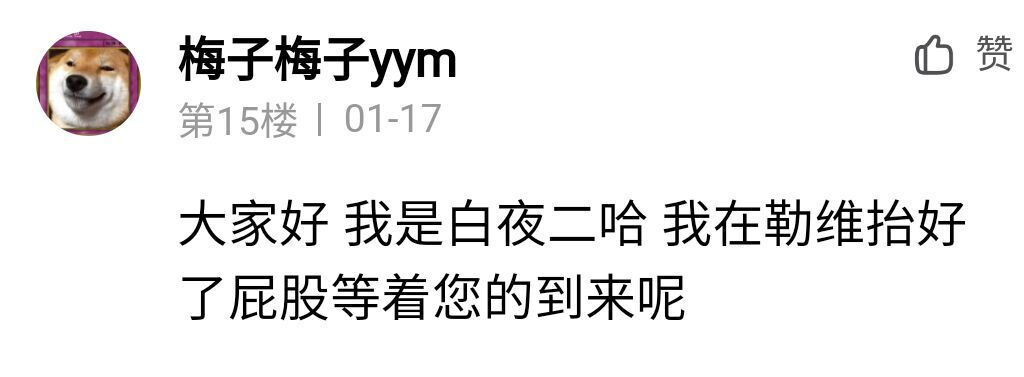 梅子梅子yym
赞
第15楼 | 01-17
大家好 我是白夜二哈 我在勒维抬好
了屁股等着您的到来呢